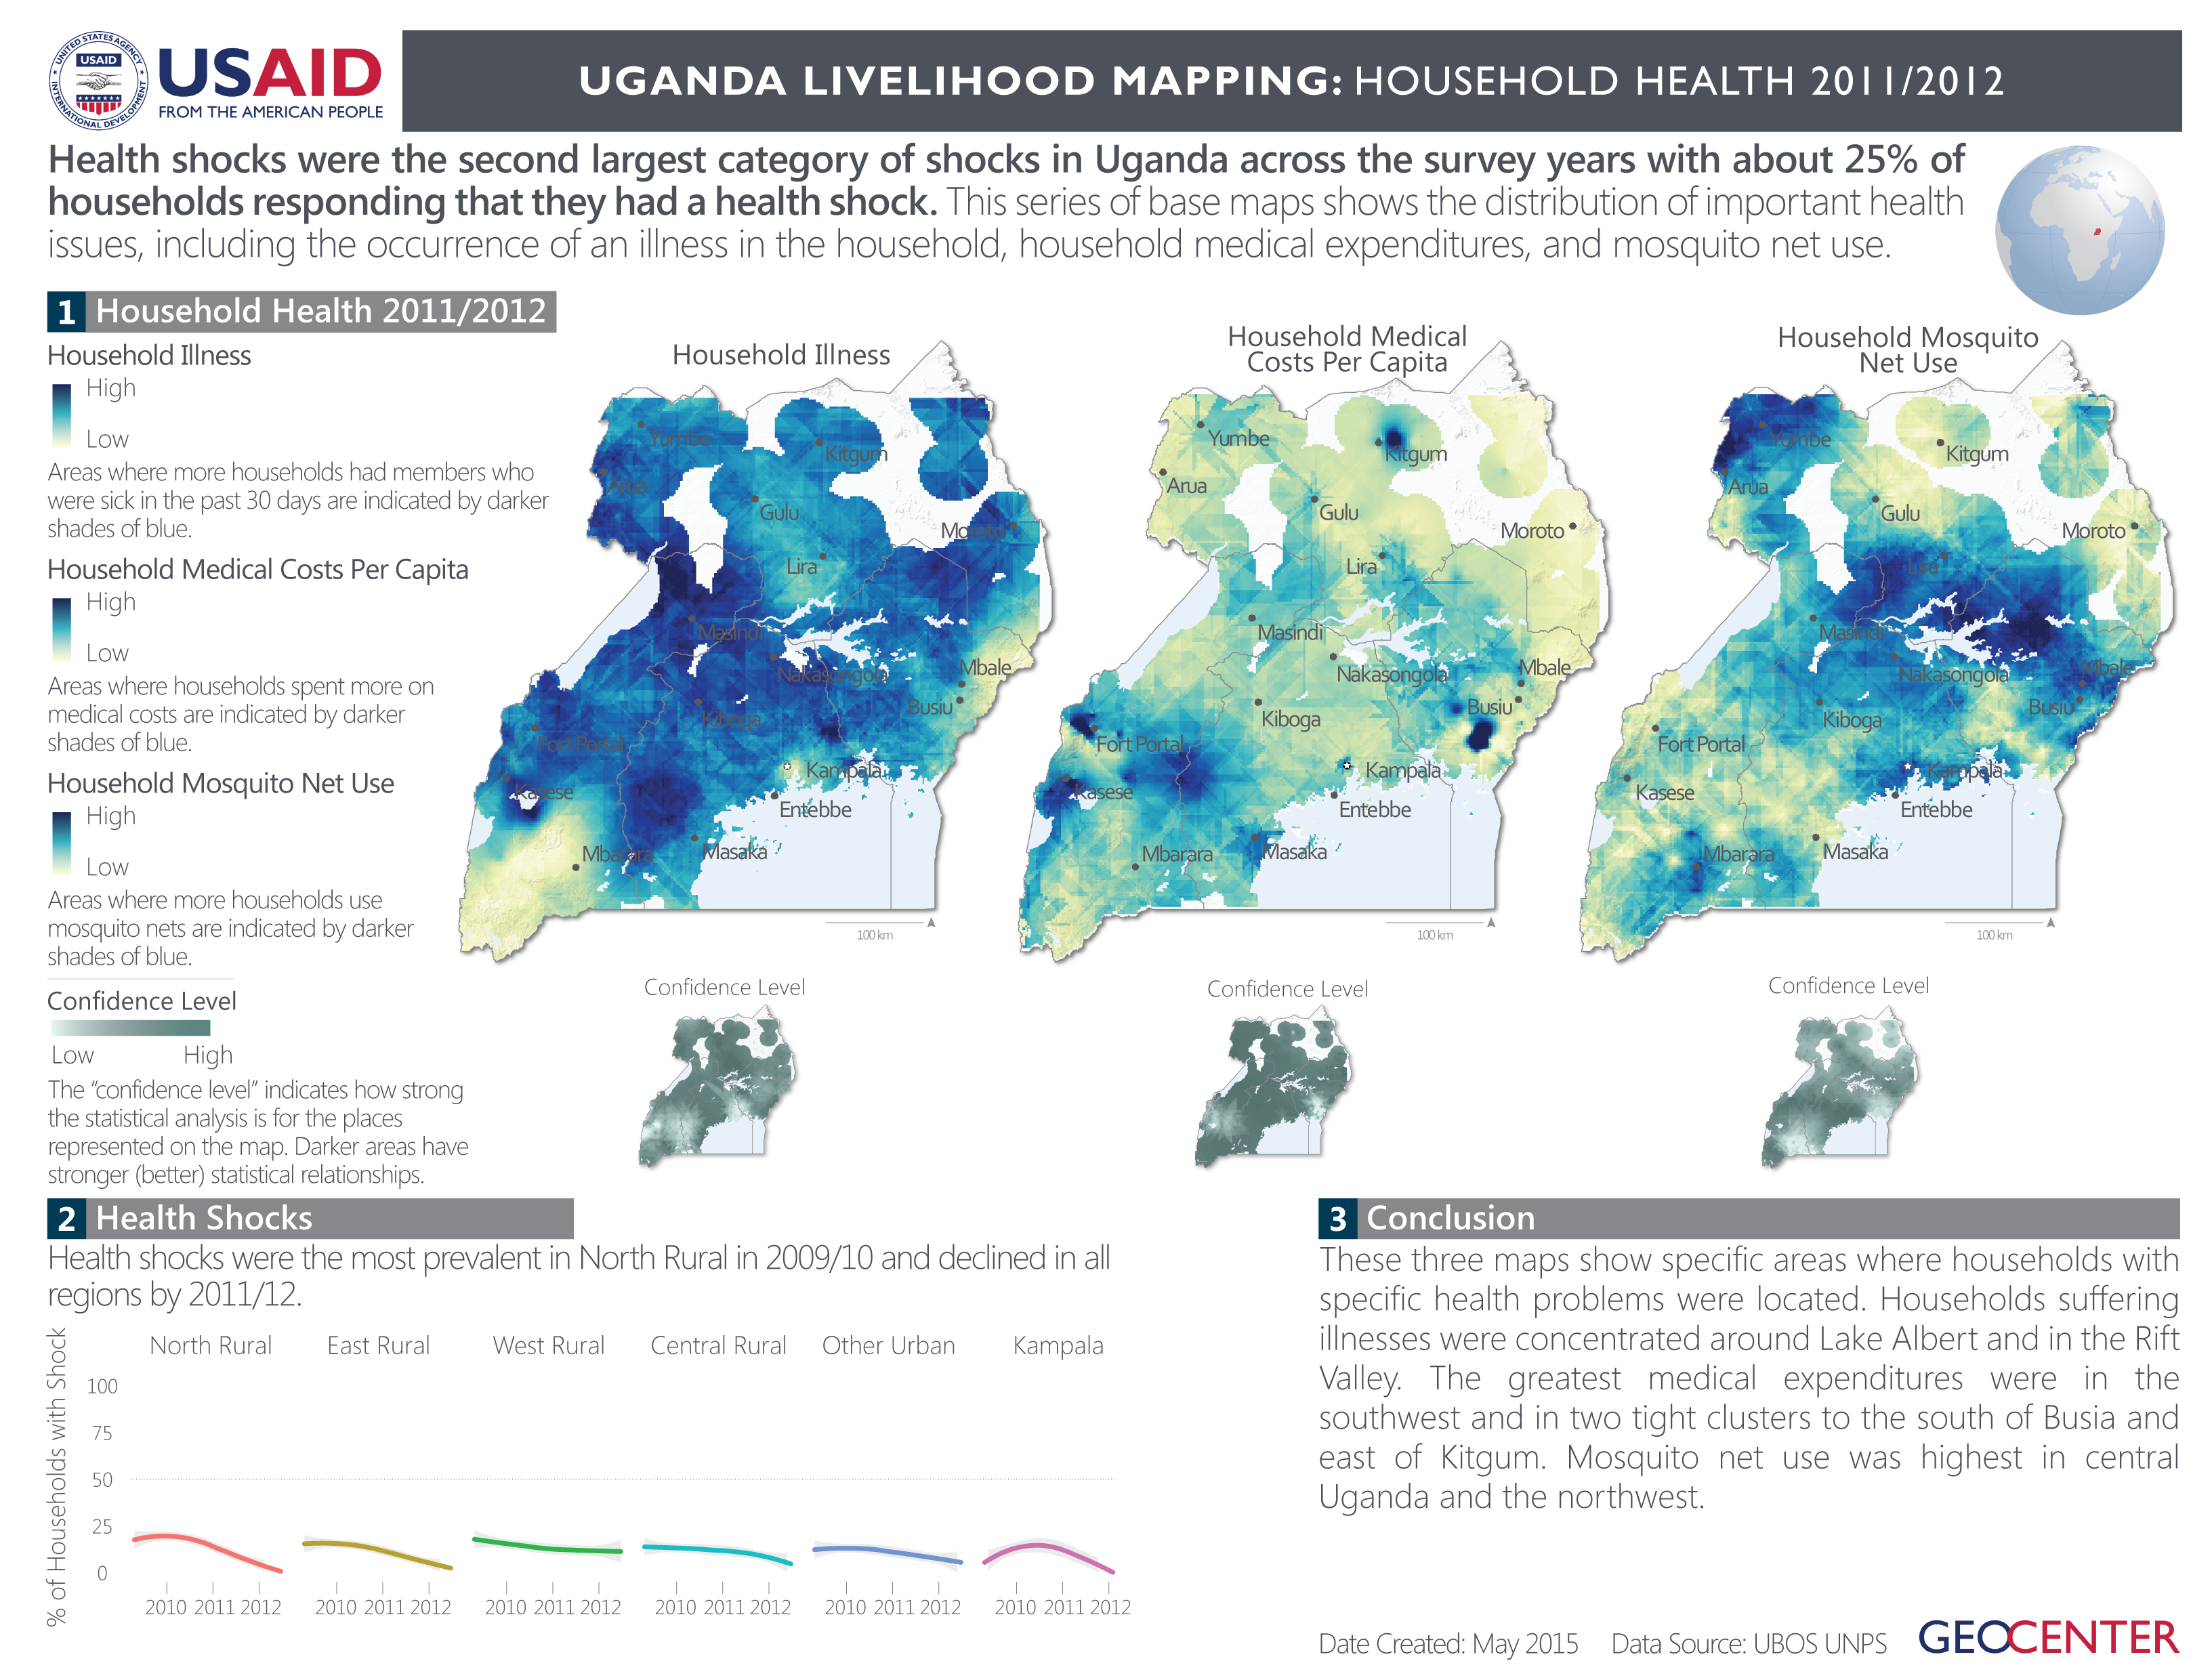 UNITED STATES AGENCY
USAID
INTERNATIONAL DEVELOPMENT
USAID
FROM THE AMERICAN PEOPLE
UGANDA LIVELIHOOD MAPPING: HOUSEHOLD HEALTH 2011/2012
Health shocks were the second largest category of shocks in Uganda across the survey years with about 25% of
households responding that they had a health shock. This series of base maps shows the distribution of important health
issues, including the occurrence of an illness in the household, household medical expenditures, and mosquito net use.
1 Household Health 2011/2012
Household Illness
High
Low
Areas where more households had members who
were sick in the past 30 days are indicated by darker
shades of blue.
Household Medical Costs Per Capita
High
Low
Areas where households spent more on
medical costs are indicated by darker
shades of blue.
Household Mosquito Net Use
High
Low
Areas where more households use
mosquito nets are indicated by darker
shades of blue.
Confidence Level
Low High
The “confidence level” indicates how strong
the statistical analysis is for the places
represented on the map. Darker areas have
stronger (better) statistical relationships.
Household Illness
Yumbe
Kitgum
Arua
Gulu
Moroto
Lira
Masindi
Nakasongola
Mbale
Kiboga
Busiu
Fort Portal
Kampala
Kasese
Entebbe
Mbarara
Masaka
100 km
Confidence Level
Household Medical
Costs Per Capita
Yumbe
Kitgum
Arua
Gulu
Moroto
Lira
Masindi
Nakasongola
Mbale
Kiboga
Busiu
Fort Portal
Kampala
Kasese
Entebbe
Mbarara
Masaka
100 km
Confidence Level
Household Mosquito
Net Use
Yumbe
Kitgum
Arua
Gulu
Moroto
Lira
Masindi
Nakasongola
Mbale
Kiboga
Busiu
Fort Portal
Kampala
Kasese
Entebbe
Mbarara
Masaka
100 km
Confidence Level
2 Health Shocks
Health shocks were the most prevalent in North Rural in 2009/10 and declined in all
regions by 2011/12.
% of Households with Shock
North Rural East Rural West Rural Central Rural Other Urban Kampala
100
75
50
25
0
2010 2011 2012 2010 2011 2012 2010 2011 2012 2010 2011 2012 2010 2011 2012 2010 2011 2012
3 Conclusion
These three maps show specific areas where households with
specific health problems were located. Households suffering
illnesses were concentrated around Lake Albert and in the Rift
Valley. The greatest medical expenditures were in the
southwest and in two tight clusters to the south of Busia and
east of Kitgum. Mosquito net use was highest in central
Uganda and the northwest.
Date Created: May 2015 Data Source: UBOS UNPS
GEOCENTER